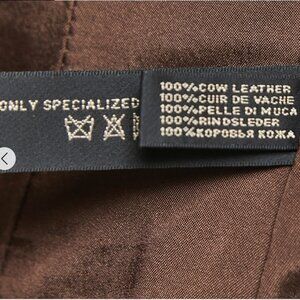 ONLY SPECIALIZED
100%COW LEATHER
100%CUIR DE VACHE
100%PELLE DI MUCA
100%RINDSLEDER
100%КОРОВЬЯ КОЖА